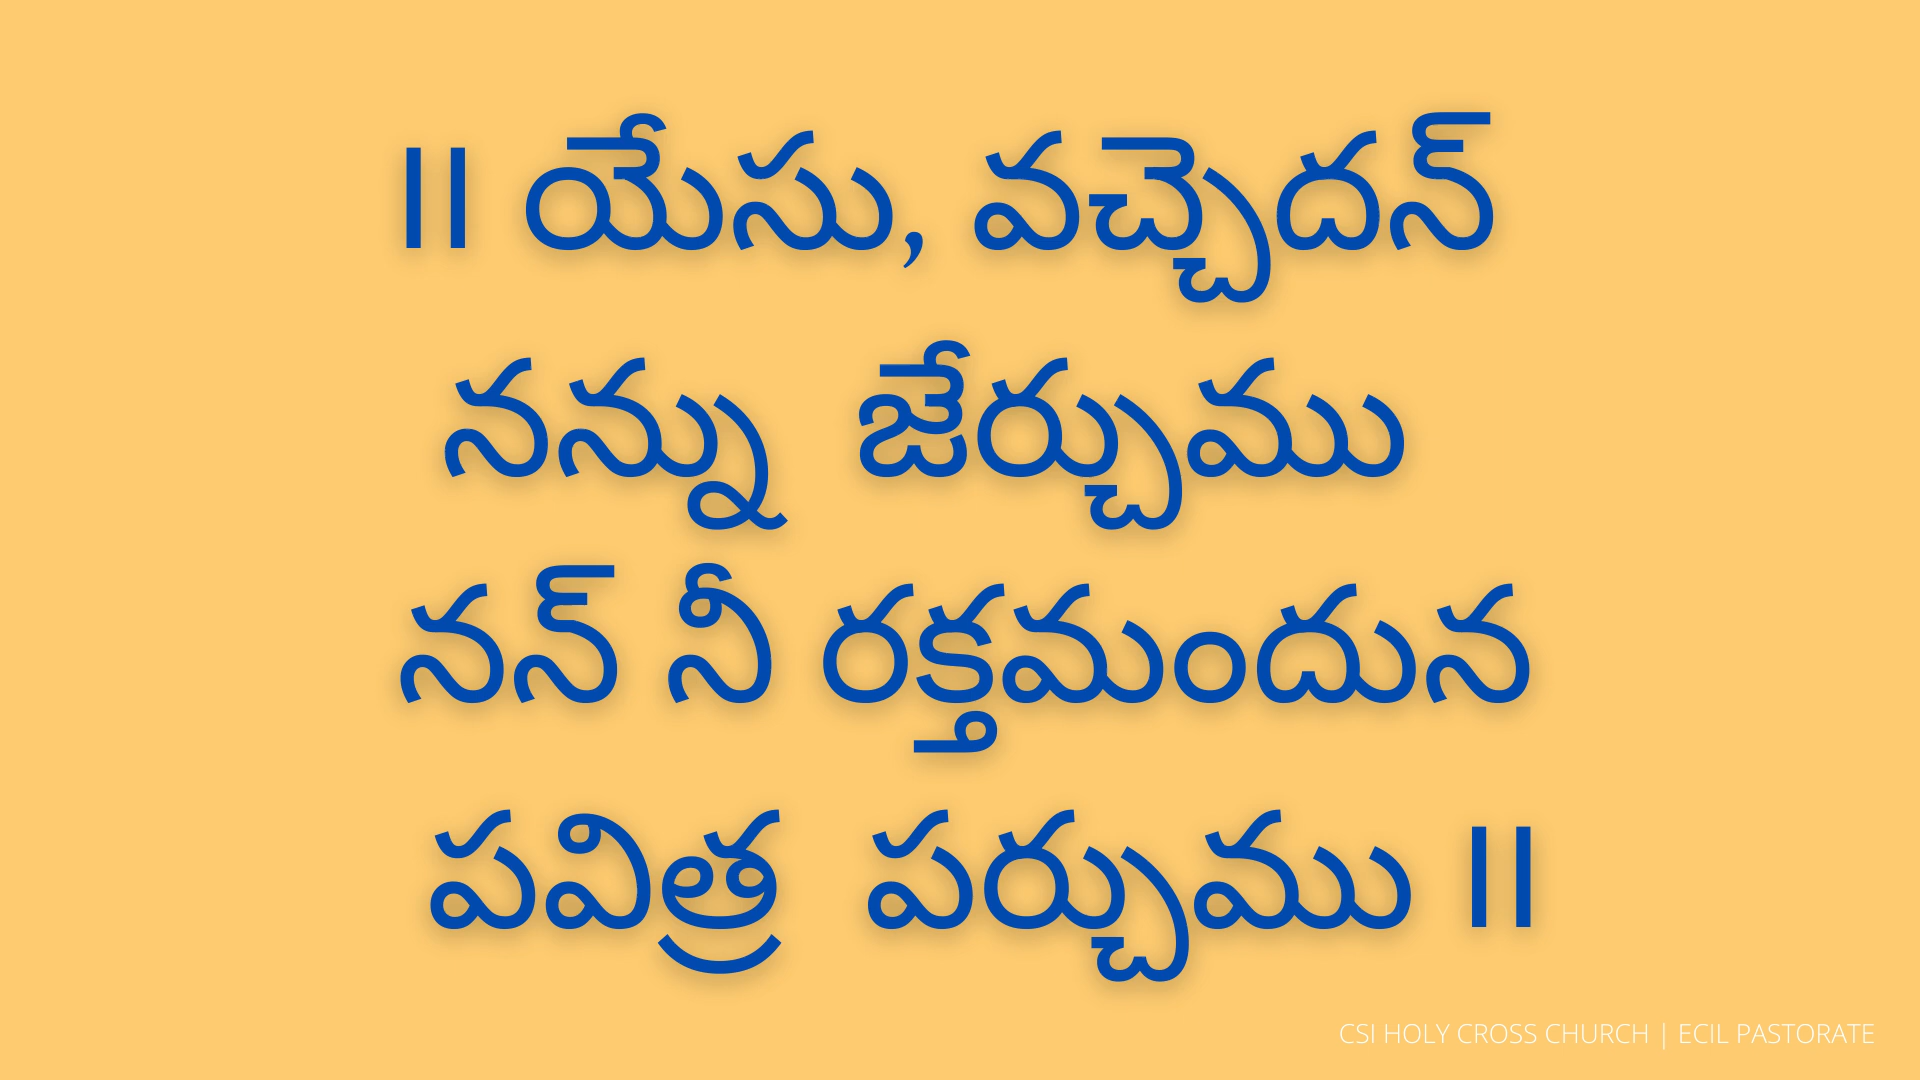 ॥ యేసు, వచ్చెదన్
నన్ను జేర్చుము
నన్ నీ రక్తమందున
పవిత్ర పర్చుము ॥
CSI HOLY CROSS CHURCH | ECIL PASTORATE